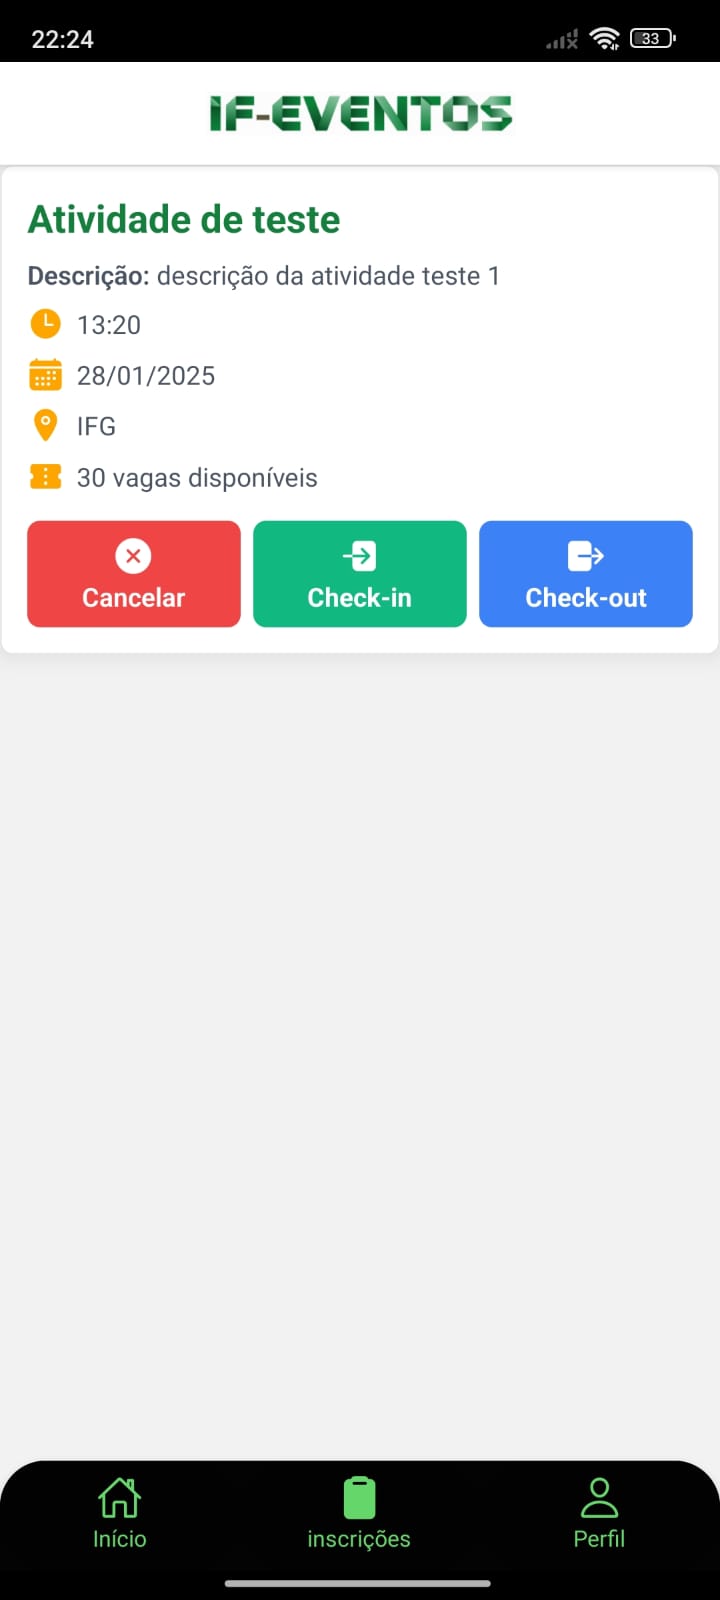 22:24
33
IF-EVENTOS
Atividade de teste
Descrição: descrição da atividade teste 1
13:20
28/01/2025
IFG
30 vagas disponíveis
Cancelar
Check-in
Check-out
Início
inscrições
Perfil